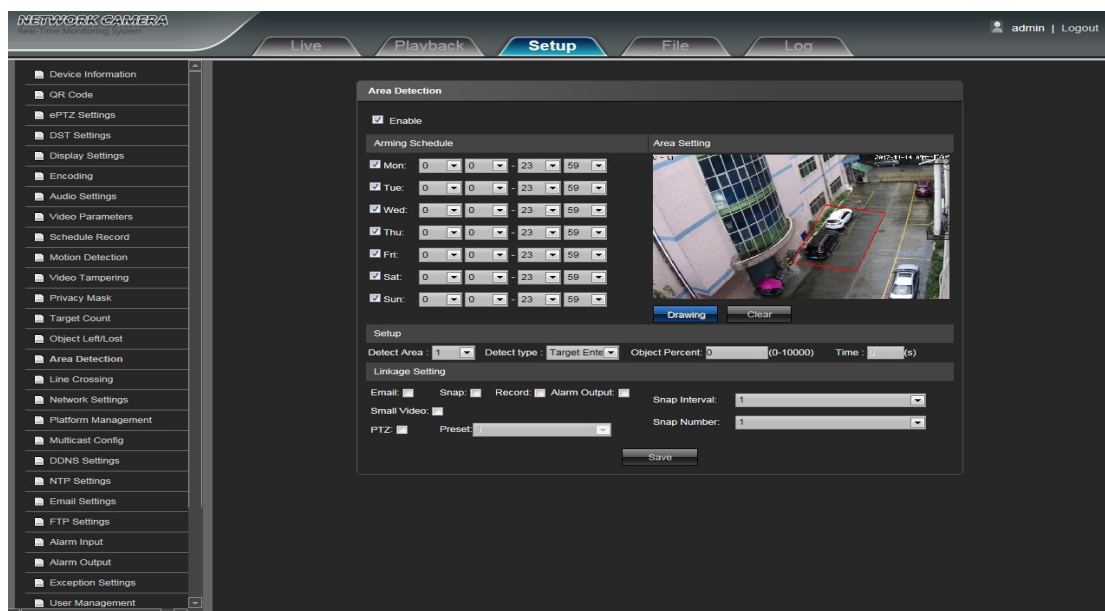 NETWORK CAMERA
Real-Time Monitoring System
admin | Logout
Live
Playback
Setup
File
Log
Device Information
QR Code
ePTZ Settings
DST Settings
Display Settings
Encoding
Audio Settings
Video Parameters
Schedule Record
Motion Detection
Video Tampering
Privacy Mask
Target Count
Object Left/Lost
Area Detection
Line Crossing
Network Settings
Platform Management
Multicast Config
DDNS Settings
NTP Settings
Email Settings
FTP Settings
Alarm Input
Alarm Output
Exception Settings
User Management
Area Detection
Enable
Arming Schedule
Mon: 0 0 - 23 59
Tue: 0 0 - 23 59
Wed: 0 0 - 23 59
Thu: 0 0 - 23 59
Fri: 0 0 - 23 59
Sat: 0 0 - 23 59
Sun: 0 0 - 23 59
Area Setting
2017-11-14
Drawing Clear
Setup
Detect Area : 1 Detect type : Target Ente Object Percent: 0 (0-10000) Time : 0 (s)
Linkage Setting
Email: Snap: Record: Alarm Output:
Small Video:
PTZ: Preset: 1
Snap Interval: 1
Snap Number: 1
Save